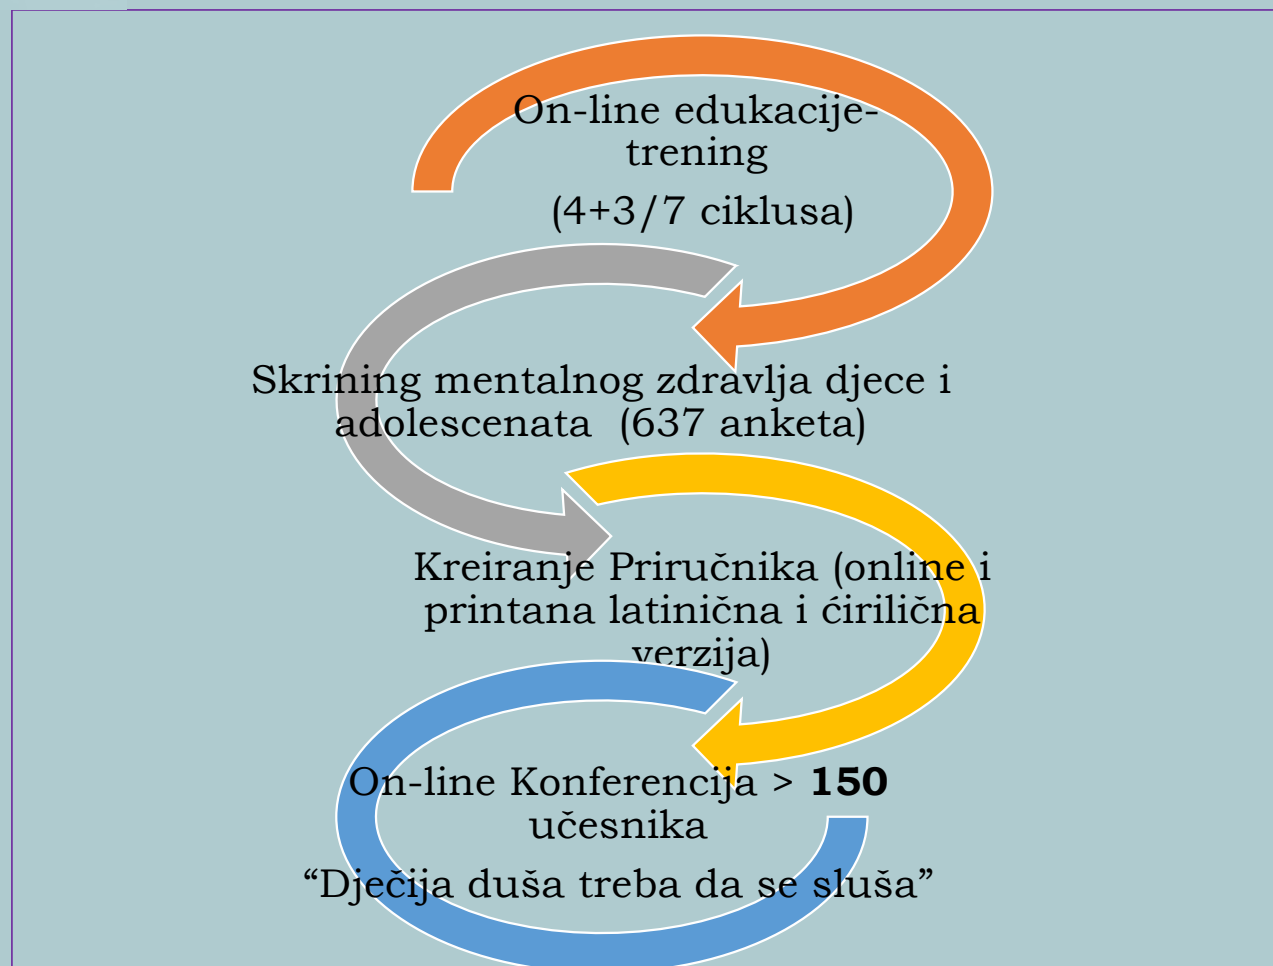 On-line edukacije-
trening
(4+3/7 ciklusa)
Skrining mentalnog zdravlja djece i
adolescenata (637 anketa)
Kreiranje Priručnika (online i
printana latinična i ćirilična
verzija)
On-line Konferencija > 150
učesnika
“Dječija duša treba da se sluša”